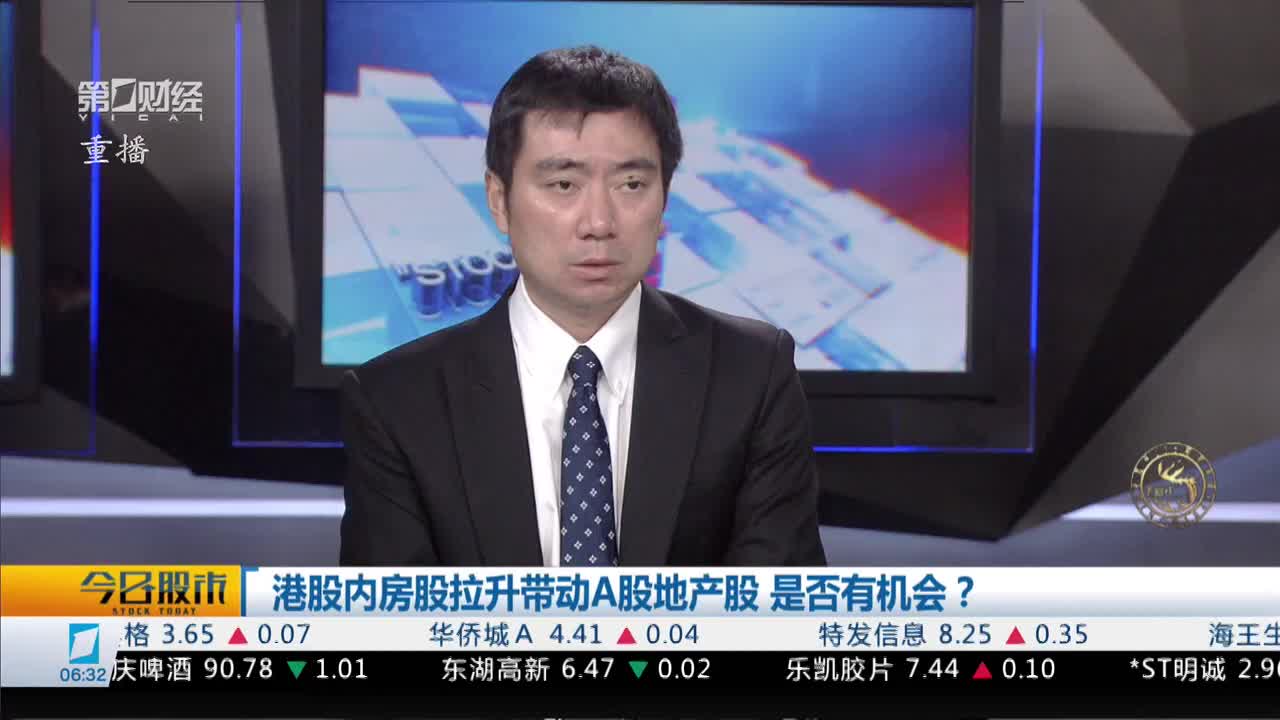 第1财经
YICAI
重播
"STOC
今日股市
STOCK TODAY
港股内房股拉升带动A股地产股 是否有机会？
格 3.65 ▲ 0.07 华侨城A 4.41 ▲ 0.04 特发信息 8.25 ▲ 0.35 海王生
06:32
庆啤酒 90.78 ▼ 1.01 东湖高新 6.47 ▼ 0.02 乐凯胶片 7.44 ▲ 0.10 *ST明诚 2.9